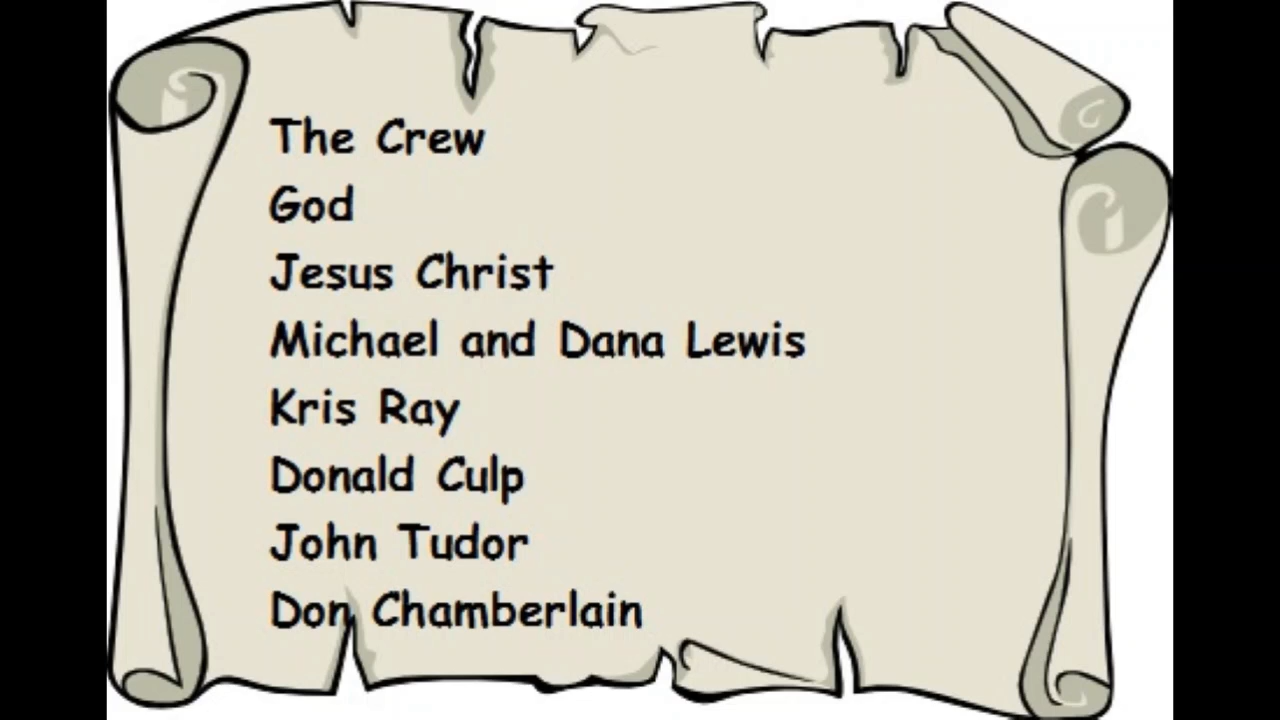 The Crew
God
Jesus Christ
Michael and Dana Lewis
Kris Ray
Donald Culp
John Tudor
Don Chamberlain